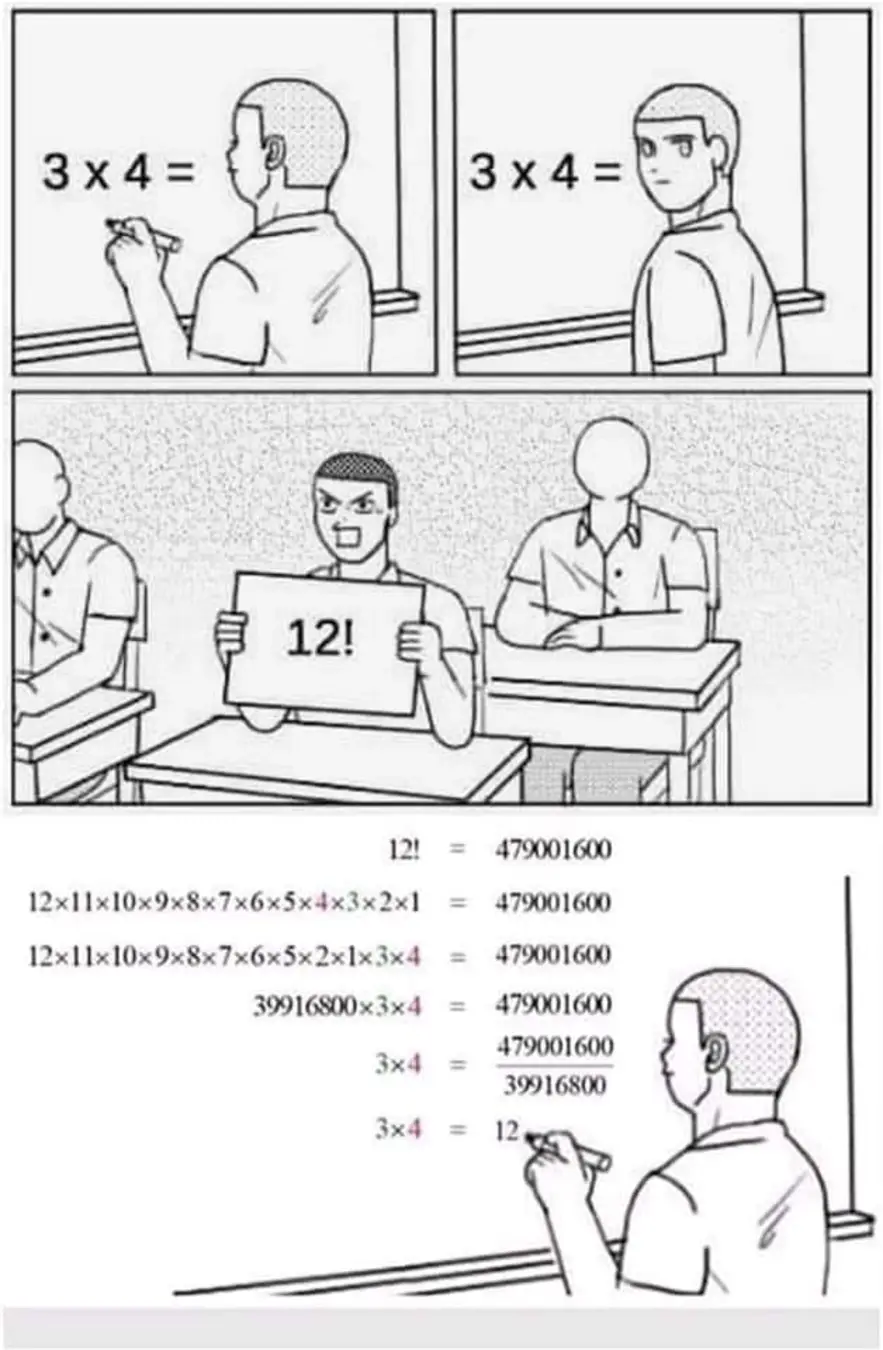 3 x 4 =
3 x 4 =
12!
12! = 479001600
12×11×10×9×8×7×6×5×4×3×2×1 = 479001600
12×11×10×9×8×7×6×5×2×1×3×4 = 479001600
39916800×3×4 = 479001600
3×4 = 479001600
39916800
3×4 = 12